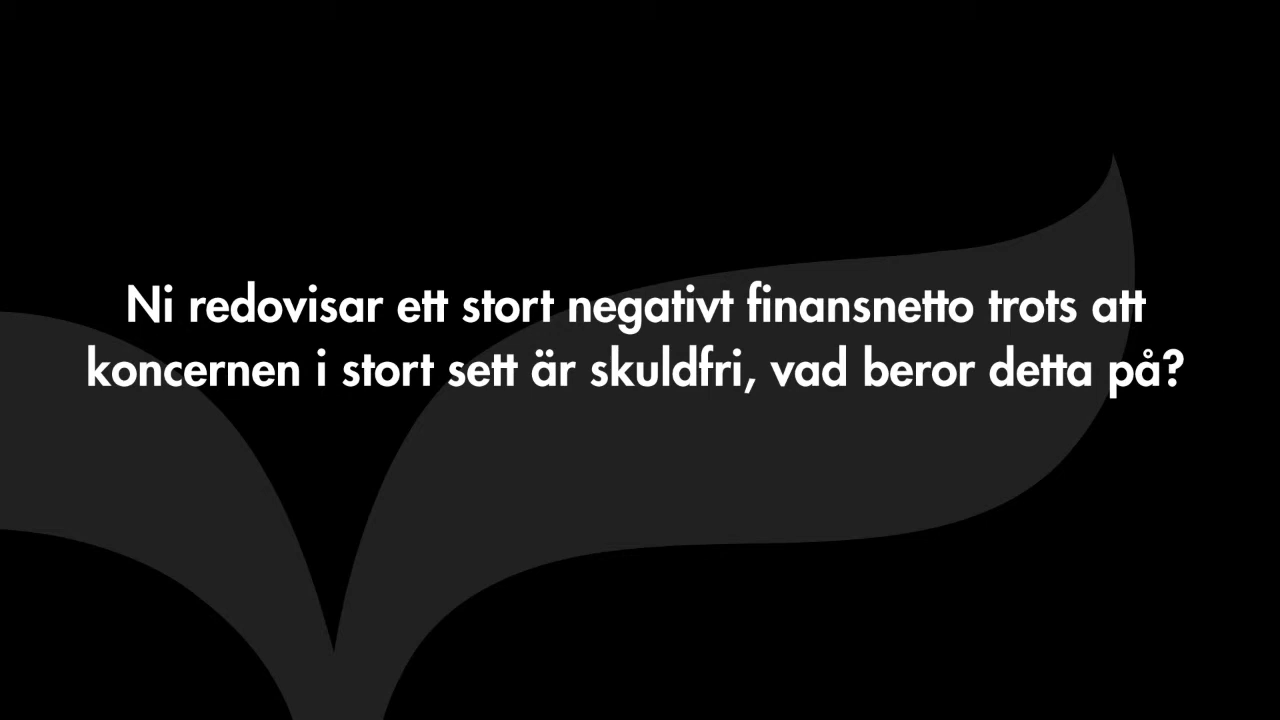 Ni redovisar ett stort negativt finansnetto trots att
koncernen i stort sett är skuldfri, vad beror detta på?